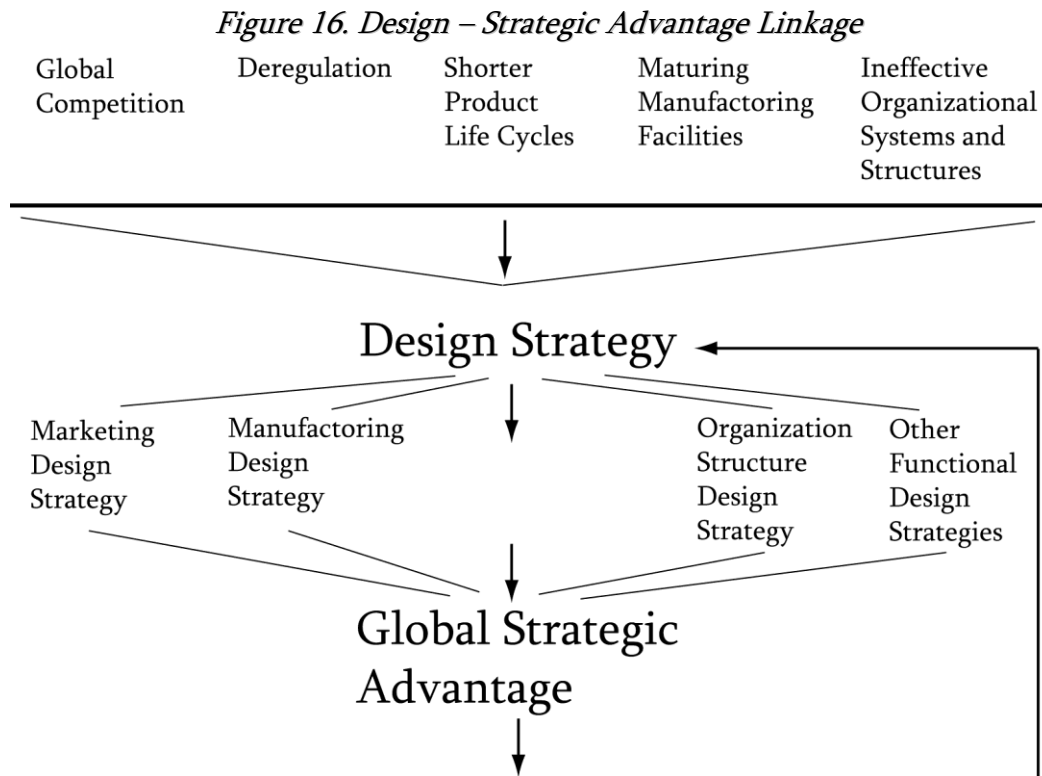 Figure 16. Design – Strategic Advantage Linkage
Global
Competition
Deregulation
Shorter
Product
Life Cycles
Maturing
Manufactoring
Facilities
Ineffective
Organizational
Systems and
Structures
Design Strategy
Marketing
Design
Strategy
Manufactoring
Design
Strategy
Organization
Structure
Design
Strategy
Other
Functional
Design
Strategies
Global Strategic
Advantage